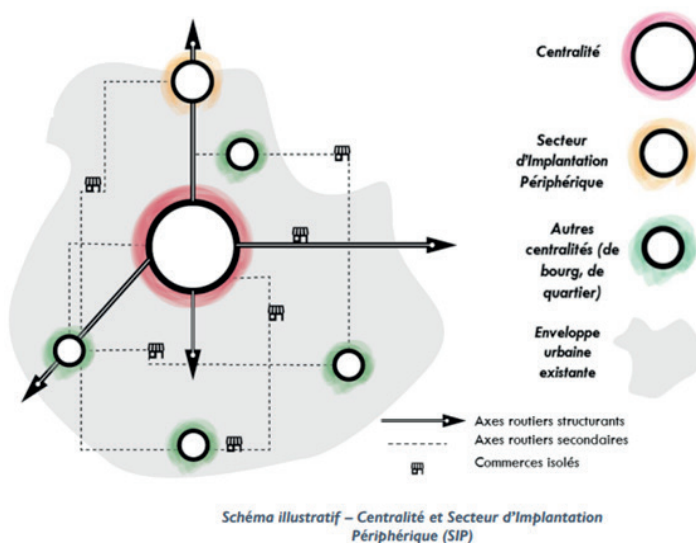 Centralité
Secteur
d'Implantation
Périphérique
Autres
centralités (de
bourg, de
quartier)
Enveloppe
urbaine
existante
Axes routiers structurants
Axes routiers secondaires
Commerces isolés
Schéma illustratif – Centralité et Secteur d'Implantation
Périphérique (SIP)